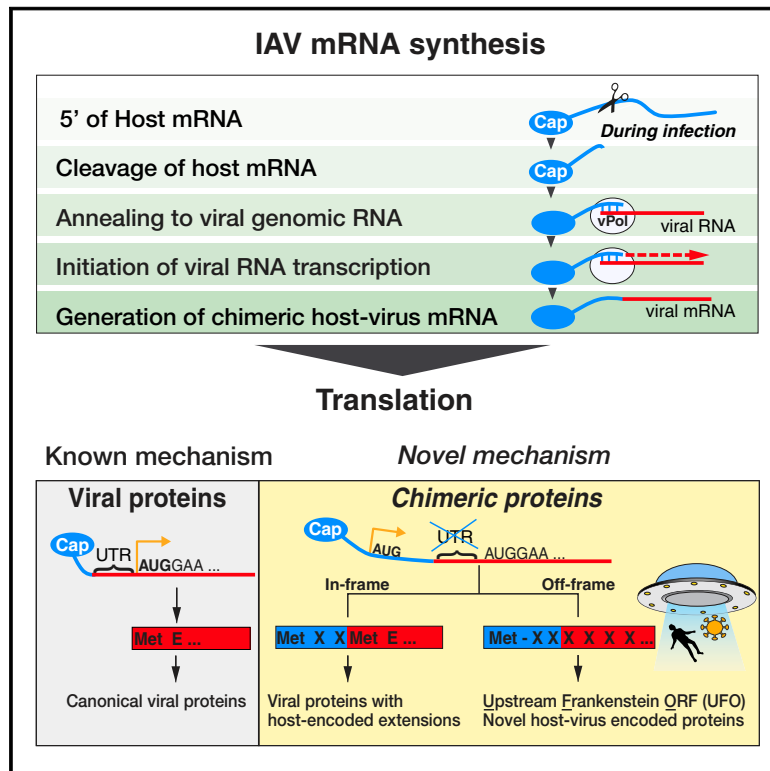 IAV mRNA synthesis
5' of Host mRNA
Cap
During infection
Cleavage of host mRNA
Cap
Annealing to viral genomic RNA
vPol
viral RNA
Initiation of viral RNA transcription
Generation of chimeric host-virus mRNA
viral mRNA
Translation
Known mechanism
Novel mechanism
Viral proteins
Chimeric proteins
Cap
UTR
AUGGAA ...
Met E ...
Canonical viral proteins
Cap
AUG
UTR
AUGGAA ...
In-frame
Off-frame
Met X X Met E ...
Met - X X X X X X ...
Viral proteins with
host-encoded extensions
Upstream Frankenstein ORF (UFO)
Novel host-virus encoded proteins